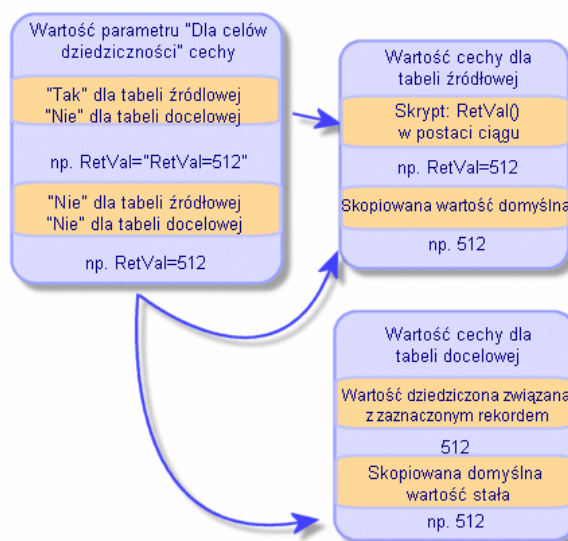 Wartość parametru "Dla celów
dziedziczności" cechy
"Tak" dla tabeli źródłowej
"Nie" dla tabeli docelowej
np. RetVal="RetVal=512"
"Nie" dla tabeli źródłowej
"Nie" dla tabeli docelowej
np. RetVal=512
Wartość cechy dla
tabeli źródłowej
Skrypt: RetVal()
w postaci ciągu
np. RetVal=512
Skopiowana wartość domyślna
np. 512
Wartość cechy dla
tabeli docelowej
Wartość dziedziczona związana
z zaznaczonym rekordem
512
Skopiowana domyślna
wartość stała
np. 512